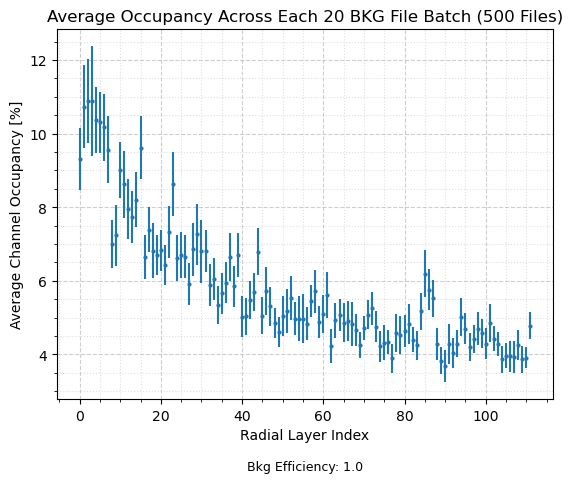 Average Occupancy Across Each 20 BKG File Batch (500 Files)
Average Channel Occupancy [%]
12
10
8
6
4
0 20 40 60 80 100
Radial Layer Index
Bkg Efficiency: 1.0